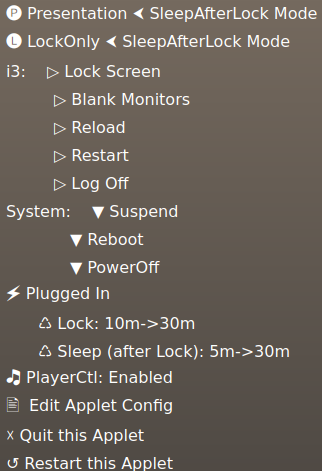 🅟 Presentation ⮜ SleepAfterLock Mode
🅛 LockOnly ⮜ SleepAfterLock Mode
i3: ▷ Lock Screen
▷ Blank Monitors
▷ Reload
▷ Restart
▷ Log Off
System: ▼ Suspend
▼ Reboot
▼ PowerOff
⚡ Plugged In
♺ Lock: 10m->30m
♺ Sleep (after Lock): 5m->30m
PlayerCtl: Enabled
Edit Applet Config
☓ Quit this Applet
↺ Restart this Applet